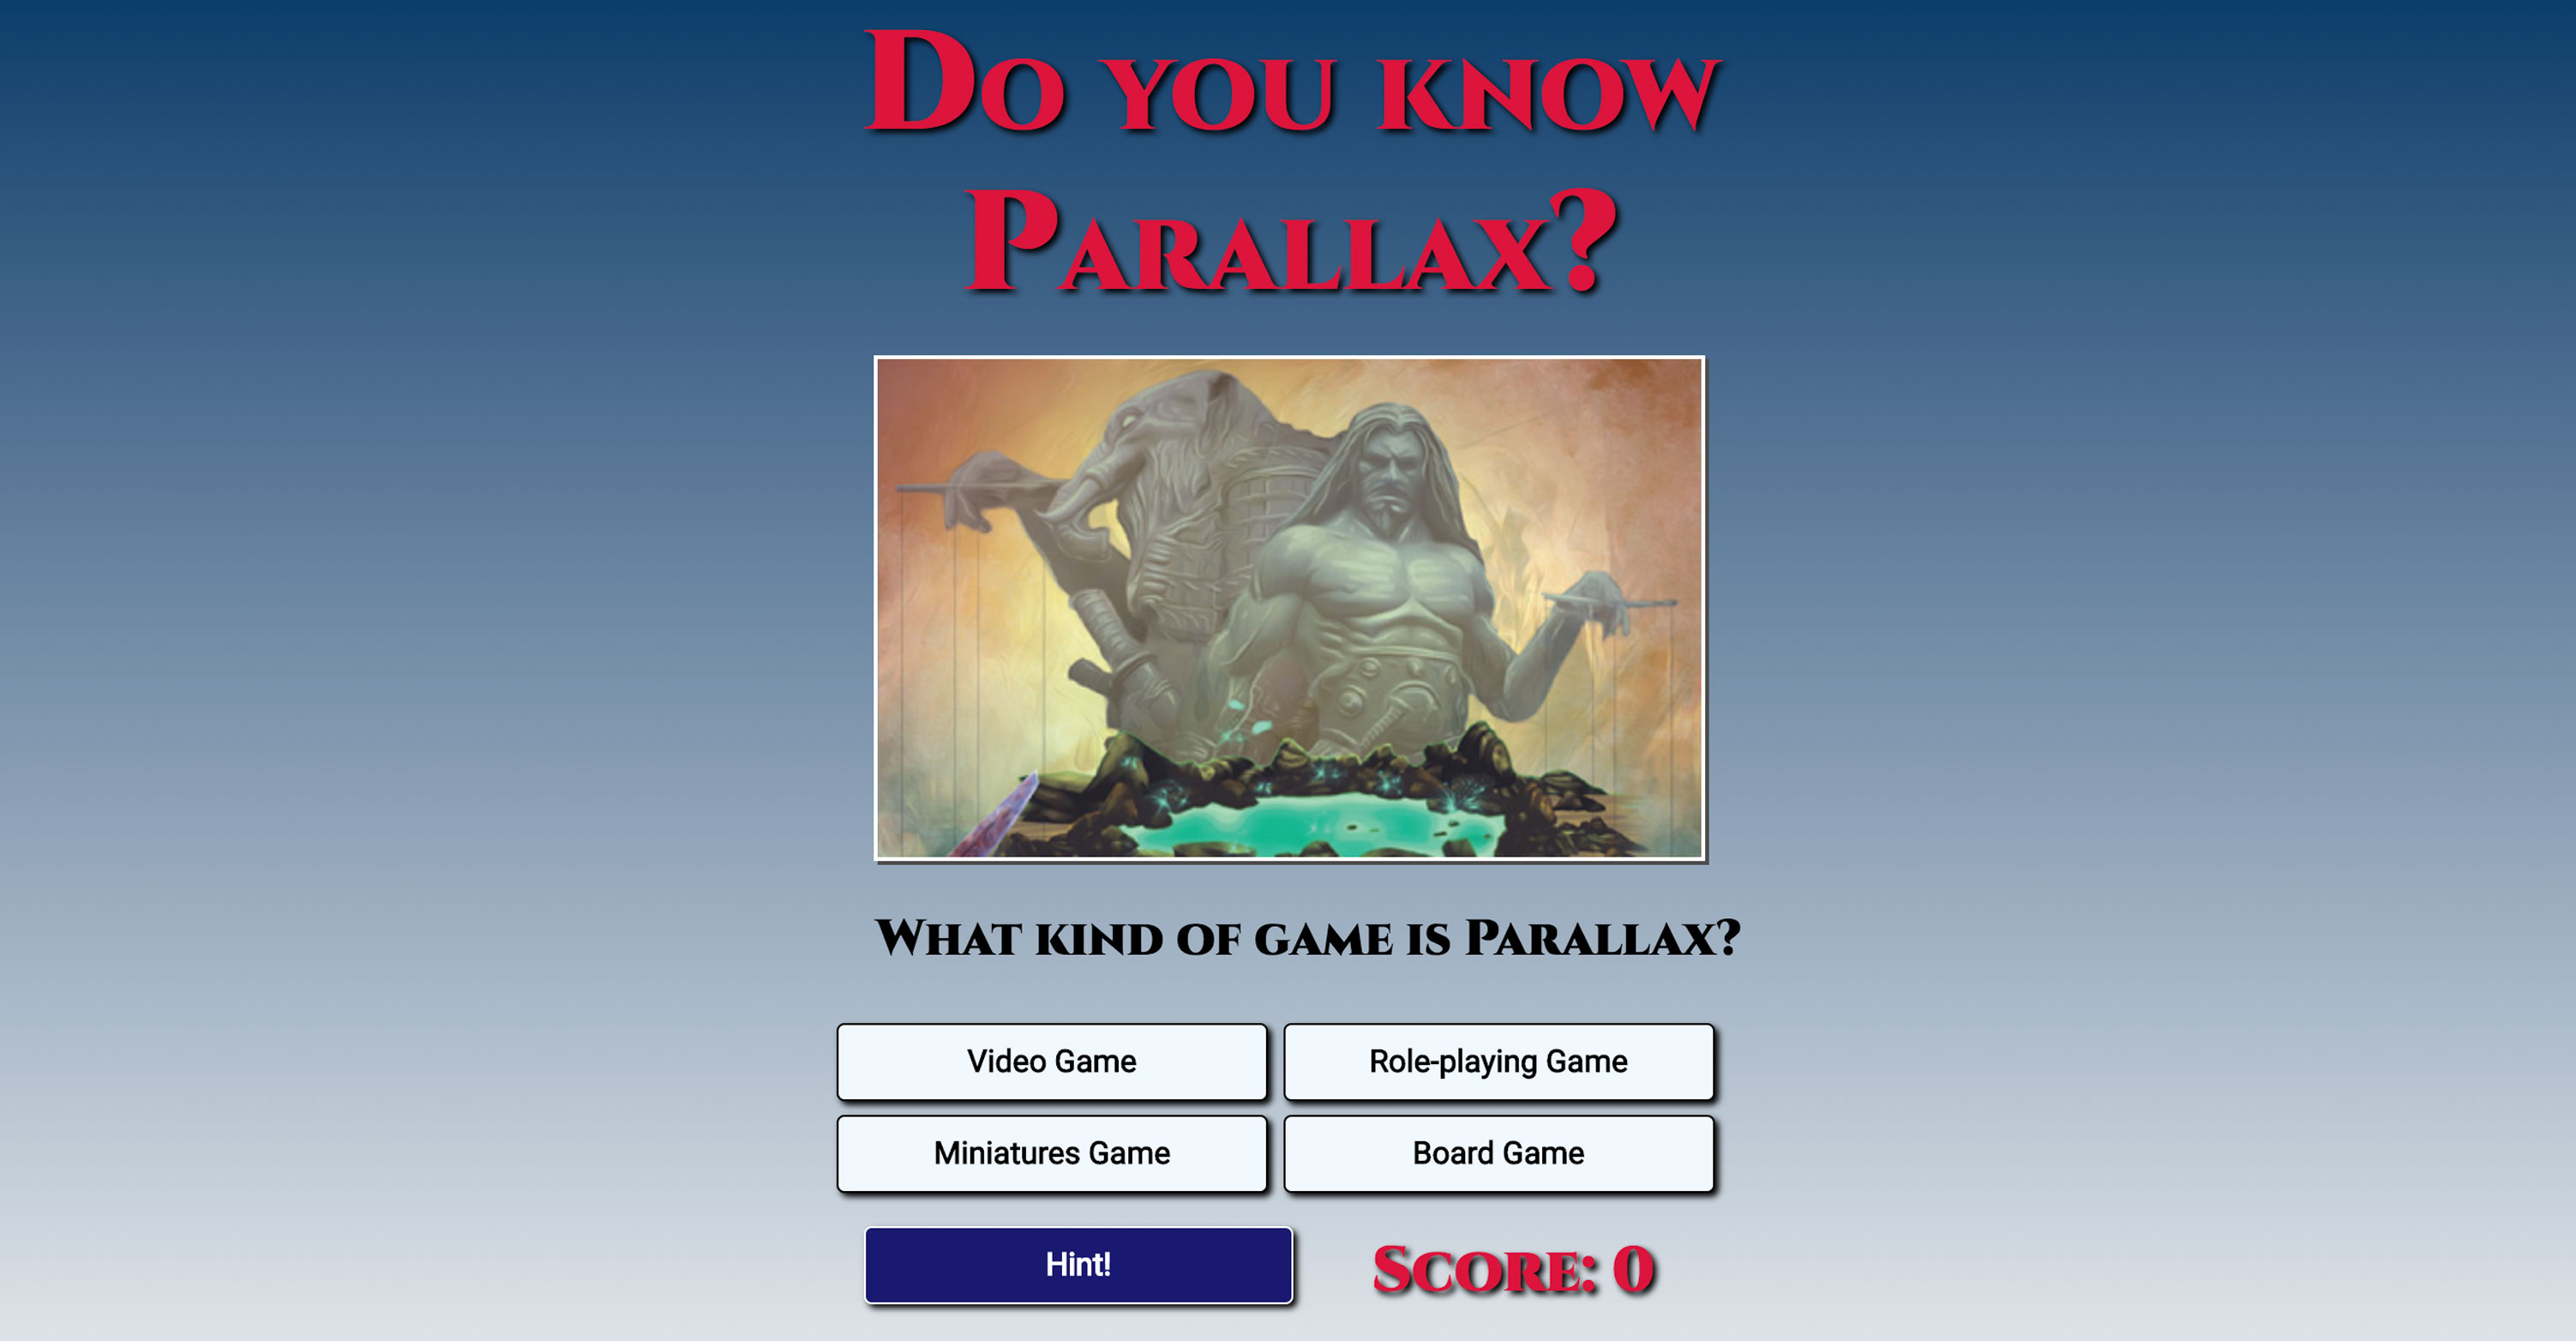 Do you know
Parallax?
What kind of game is Parallax?
Video Game
Role-playing Game
Miniatures Game
Board Game
Hint!
Score: 0